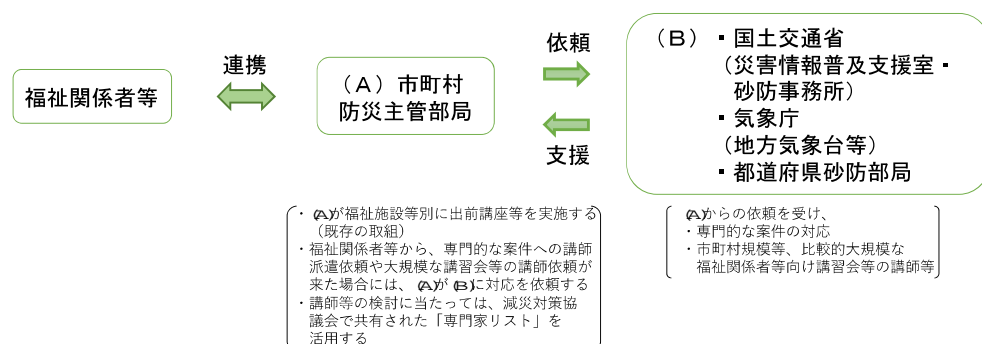 福祉関係者等
連携
（A）市町村
防災主管部局
依頼
支援
（B）・国土交通省
（災害情報普及支援室・
砂防事務所）
・気象庁
（地方気象台等）
・都道府県砂防部局
・(A)が福祉施設等別に出前講座等を実施する
（既存の取組）
・福祉関係者等から、専門的な案件への講師
派遣依頼や大規模な講習会等の講師依頼が
来た場合には、(A)が(B)に対応を依頼する
・講師等の検討に当たっては、減災対策協
議会で共有された「専門家リスト」を
活用する
(A)からの依頼を受け、
・専門的な案件の対応
・市町村規模等、比較的大規模な
福祉関係者等向け講習会等の講師等